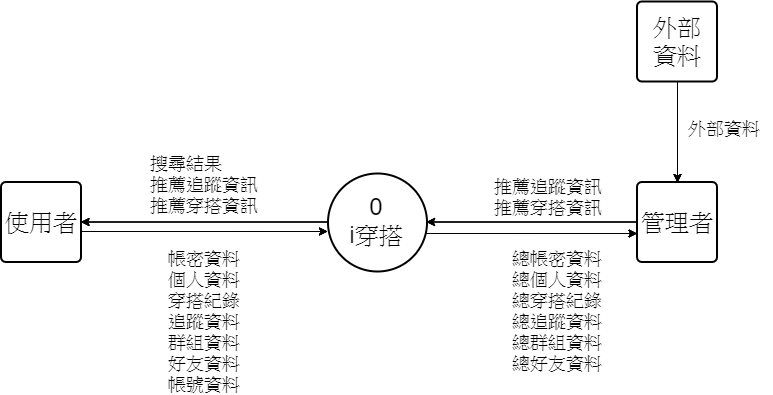 外部
資料
外部資料
搜尋結果
推薦追蹤資訊
推薦穿搭資訊
使用者
0
i穿搭
推薦追蹤資訊
推薦穿搭資訊
管理者
帳密資料
個人資料
穿搭紀錄
追蹤資料
群組資料
好友資料
帳號資料
總帳密資料
總個人資料
總穿搭紀錄
總追蹤資料
總群組資料
總好友資料